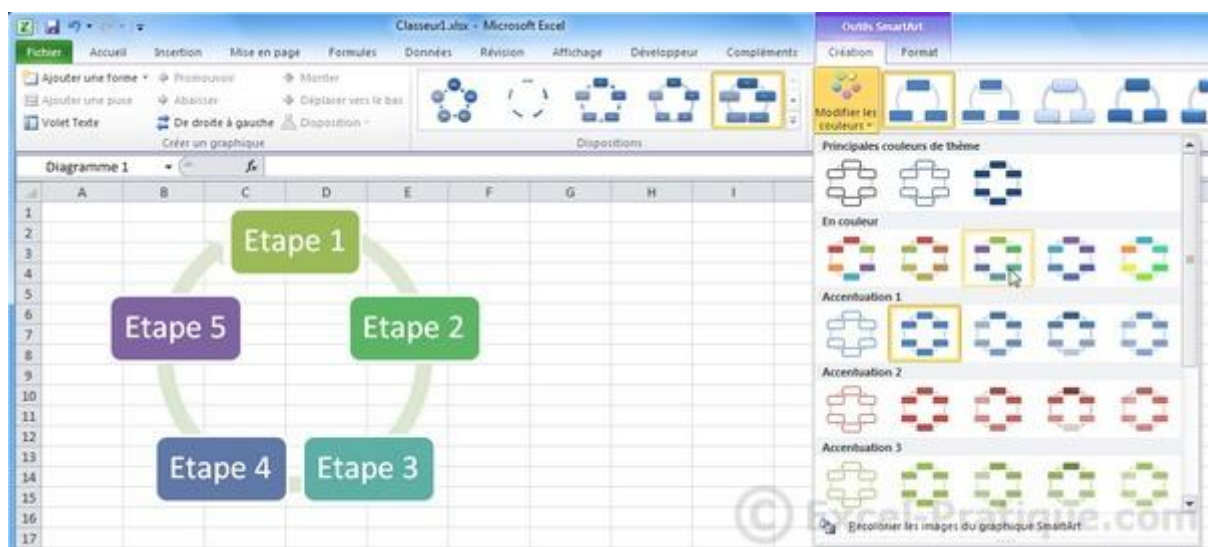 Classeur1.xlsx - Microsoft Excel
Outils SmartArt
Fichier Accueil Insertion Mise en page Formules Données Révision Affichage Développeur Compléments Création Format
Ajouter une forme Promouvoir Monter
Ajouter une puce Abaisser Déplacer vers le bas
Volet Texte De droite à gauche Disposition
Créer un graphique Dispositions
Modifier les
couleurs
Diagramme 1 fx
A B C D E F G H I
1
2
3
4
5
6
7
8
9
10
11
12
13
14
15
16
17
Etape 1
Etape 2
Etape 3
Etape 4
Etape 5
Principales couleurs de thème
En couleur
Accentuation 1
Accentuation 2
Accentuation 3
Recolorier les images du graphique SmartArt
© Excel-Pratique.com